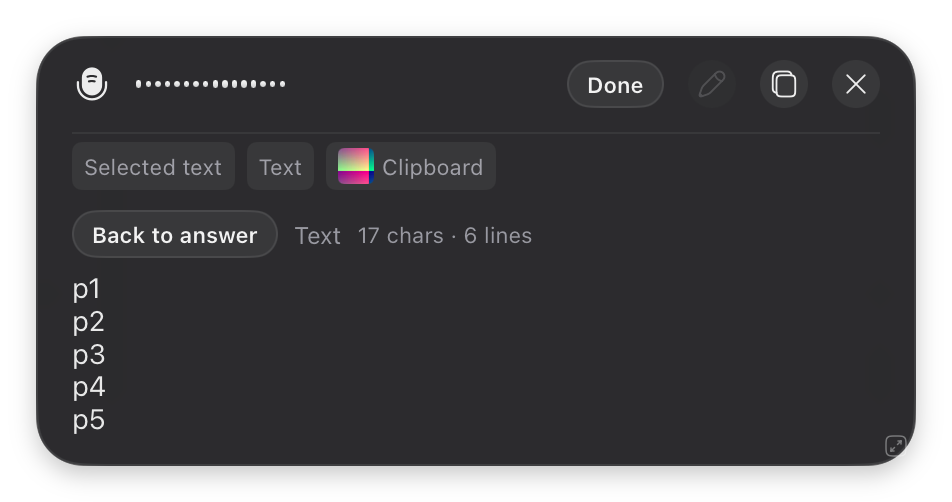 Done
Selected text Text Clipboard
Back to answer Text 17 chars · 6 lines
p1
p2
p3
p4
p5